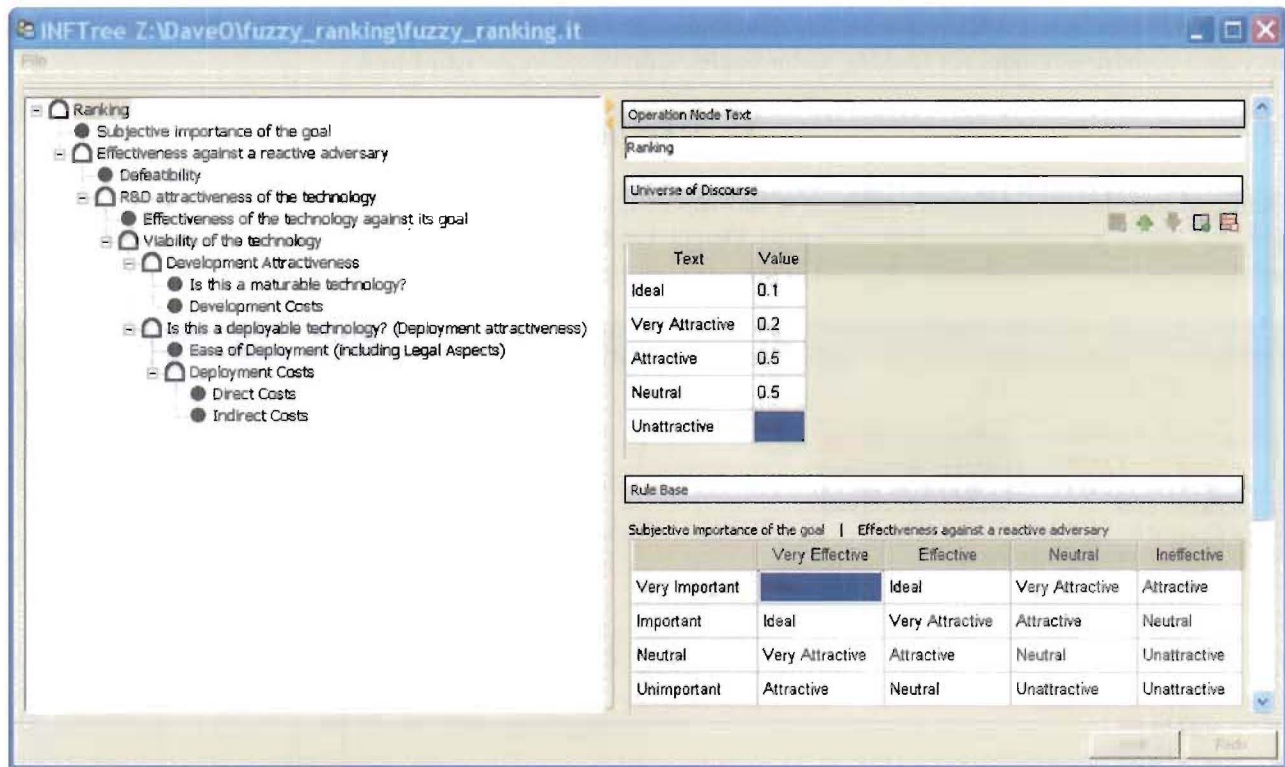 INFTree Z:\DaveO\fuzzy_ranking\fuzzy_ranking.it
File
Ranking
Subjective importance of the goal
Effectiveness against a reactive adversary
Defeatibility
R&D attractiveness of the technology
Effectiveness of the technology against its goal
Viability of the technology
Development Attractiveness
Is this a maturable technology?
Development Costs
Is this a deployable technology? (Deployment attractiveness)
Ease of Deployment (including Legal Aspects)
Deployment Costs
Direct Costs
Indirect Costs
Operation Node Text
Ranking
Universe of Discourse
Text Value
Ideal 0.1
Very Attractive 0.2
Attractive 0.5
Neutral 0.5
Unattractive
Rule Base
Subjective importance of the goal | Effectiveness against a reactive adversary
Very Effective Effective Neutral Ineffective
Very Important Ideal Very Attractive Attractive
Important Ideal Very Attractive Attractive Neutral
Neutral Very Attractive Attractive Neutral Unattractive
Unimportant Attractive Neutral Unattractive Unattractive